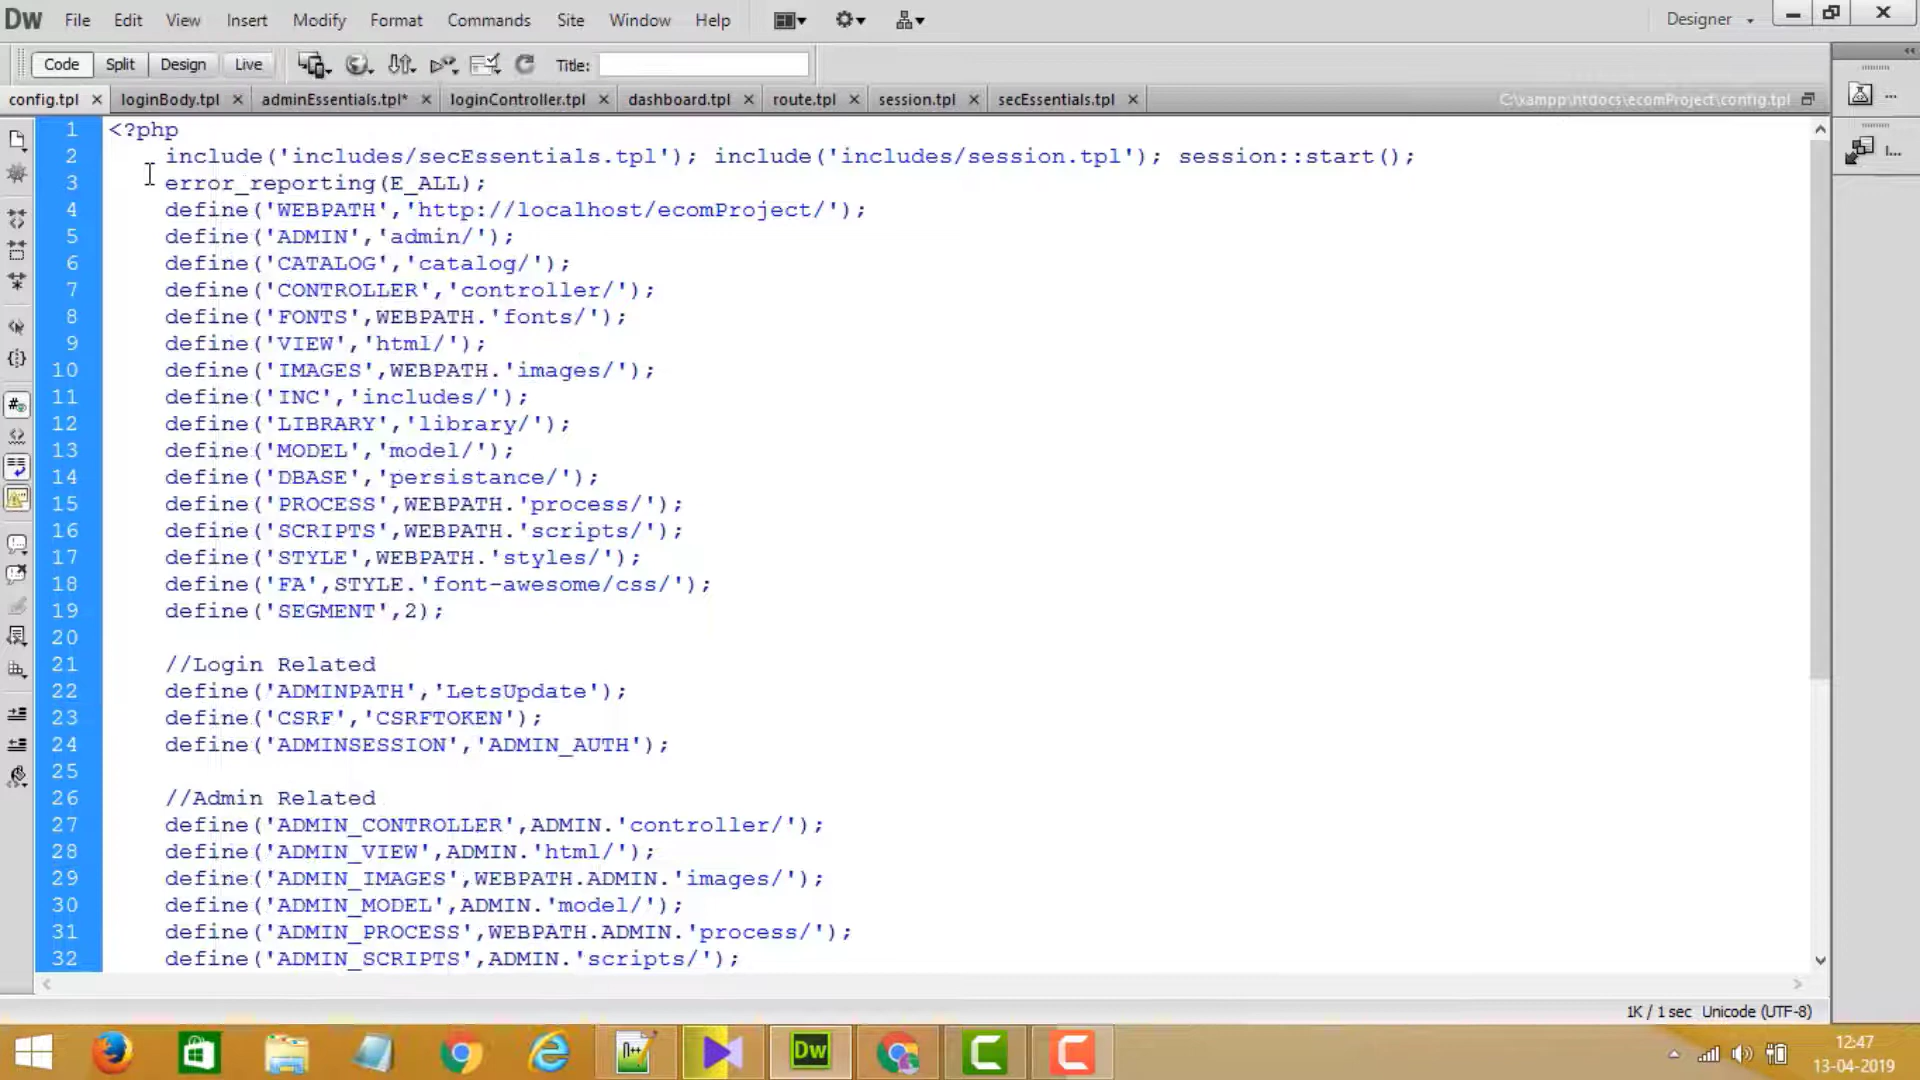 Dw File Edit View Insert Modify Format Commands Site Window Help Designer
Code Split Design Live Title:
config.tpl loginBody.tpl adminEssentials.tpl* loginController.tpl dashboard.tpl route.tpl session.tpl secEssentials.tpl C:\xampp\htdocs\ecomProject\config.tpl
1 <?php
2 include('includes/secEssentials.tpl'); include('includes/session.tpl'); session::start();
3 error_reporting(E_ALL);
4 define('WEBPATH','http://localhost/ecomProject/');
5 define('ADMIN','admin/');
6 define('CATALOG','catalog/');
7 define('CONTROLLER','controller/');
8 define('FONTS',WEBPATH.'fonts/');
9 define('VIEW','html/');
10 define('IMAGES',WEBPATH.'images/');
11 define('INC','includes/');
12 define('LIBRARY','library/');
13 define('MODEL','model/');
14 define('DBASE','persistance/');
15 define('PROCESS',WEBPATH.'process/');
16 define('SCRIPTS',WEBPATH.'scripts/');
17 define('STYLE',WEBPATH.'styles/');
18 define('FA',STYLE.'font-awesome/css/');
19 define('SEGMENT',2);
20
21 //Login Related
22 define('ADMINPATH','LetsUpdate');
23 define('CSRF','CSRFTOKEN');
24 define('ADMINSESSION','ADMIN_AUTH');
25
26 //Admin Related
27 define('ADMIN_CONTROLLER',ADMIN.'controller/');
28 define('ADMIN_VIEW',ADMIN.'html/');
29 define('ADMIN_IMAGES',WEBPATH.ADMIN.'images/');
30 define('ADMIN_MODEL',ADMIN.'model/');
31 define('ADMIN_PROCESS',WEBPATH.ADMIN.'process/');
32 define('ADMIN_SCRIPTS',ADMIN.'scripts/');
1K / 1 sec Unicode (UTF-8)
Dw
12:47
13-04-2019